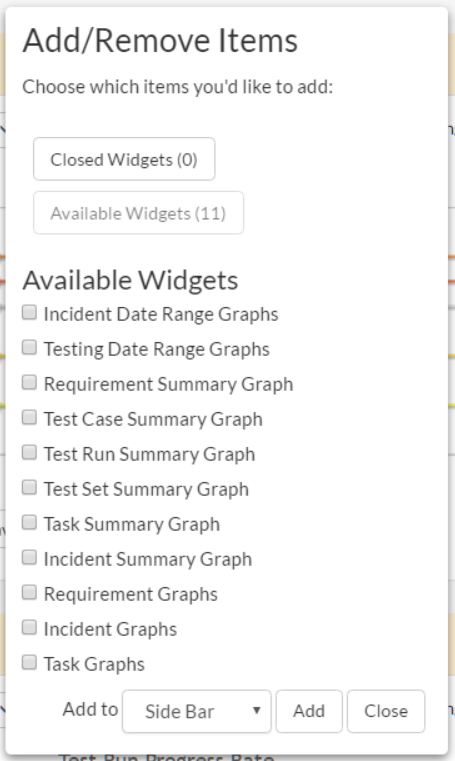 Add/Remove Items
Choose which items you'd like to add:
Closed Widgets (0)
Available Widgets (11)
Available Widgets
Incident Date Range Graphs
Testing Date Range Graphs
Requirement Summary Graph
Test Case Summary Graph
Test Run Summary Graph
Test Set Summary Graph
Task Summary Graph
Incident Summary Graph
Requirement Graphs
Incident Graphs
Task Graphs
Add to Side Bar Add Close
Test Run Progress Rate